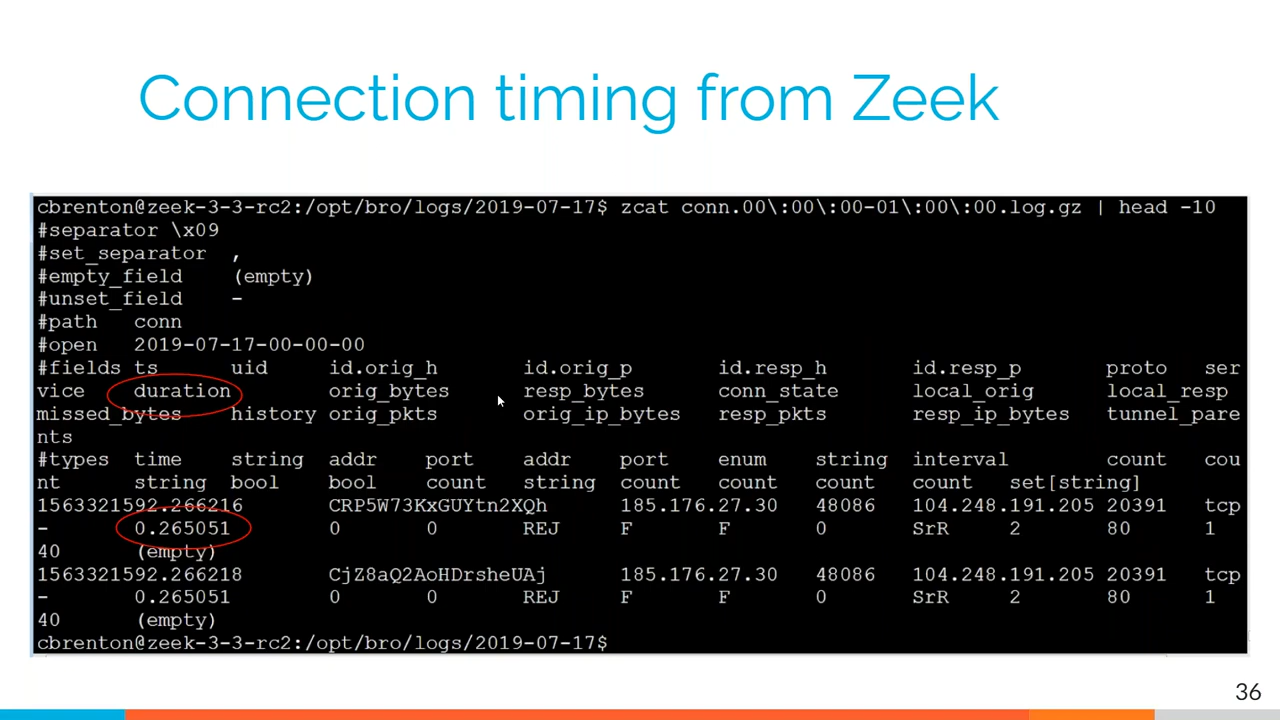 Connection timing from Zeek
cbrenton@zeek-3-3-rc2:/opt/bro/logs/2019-07-17$ zcat conn.00\:00\:00-01\:00\:00.log.gz | head -10
#separator \x09
#set_separator ,
#empty_field (empty)
#unset_field -
#path conn
#open 2019-07-17-00-00-00
#fields ts uid id.orig_h id.orig_p id.resp_h id.resp_p proto ser
vice duration orig_bytes resp_bytes conn_state local_orig local_resp
missed_bytes history orig_pkts orig_ip_bytes resp_pkts resp_ip_bytes tunnel_pare
nts
#types time string addr port addr port enum string interval count cou
nt string bool bool count string count count count count set[string]
1563321592.266216 CRP5W73KxGUYtn2XQh 185.176.27.30 48086 104.248.191.205 20391 tcp
- 0.265051 0 0 REJ F F 0 SrR 2 80 1
40 (empty)
1563321592.266218 CjZ8aQ2AoHDrsheUAj 185.176.27.30 48086 104.248.191.205 20391 tcp
- 0.265051 0 0 REJ F F 0 SrR 2 80 1
40 (empty)
cbrenton@zeek-3-3-rc2:/opt/bro/logs/2019-07-17$
36